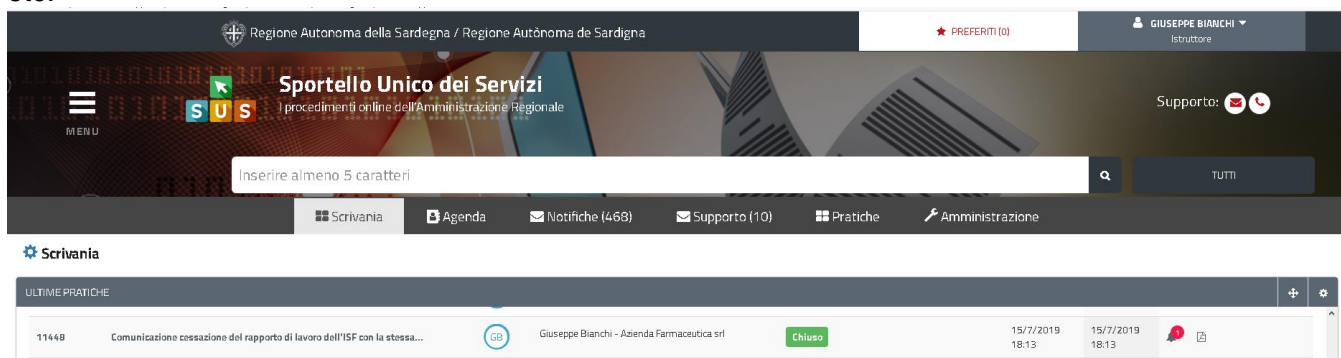 Regione Autonoma della Sardegna / Regione Autònoma de Sardigna
PREFERITI (0)
GIUSEPPE BIANCHI
Istruttore
MENU
SUS
Sportello Unico dei Servizi
I procedimenti online dell'Amministrazione Regionale
Supporto:
Inserire almeno 5 caratteri
TUTTI
Scrivania
Agenda
Notifiche (468)
Supporto (10)
Pratiche
Amministrazione
Scrivania
ULTIME PRATICHE
11448
Comunicazione cessazione del rapporto di lavoro dell'ISF con la stessa...
GB
Giuseppe Bianchi - Azienda Farmaceutica srl
Chiuso
15/7/2019
18:13
15/7/2019
18:13